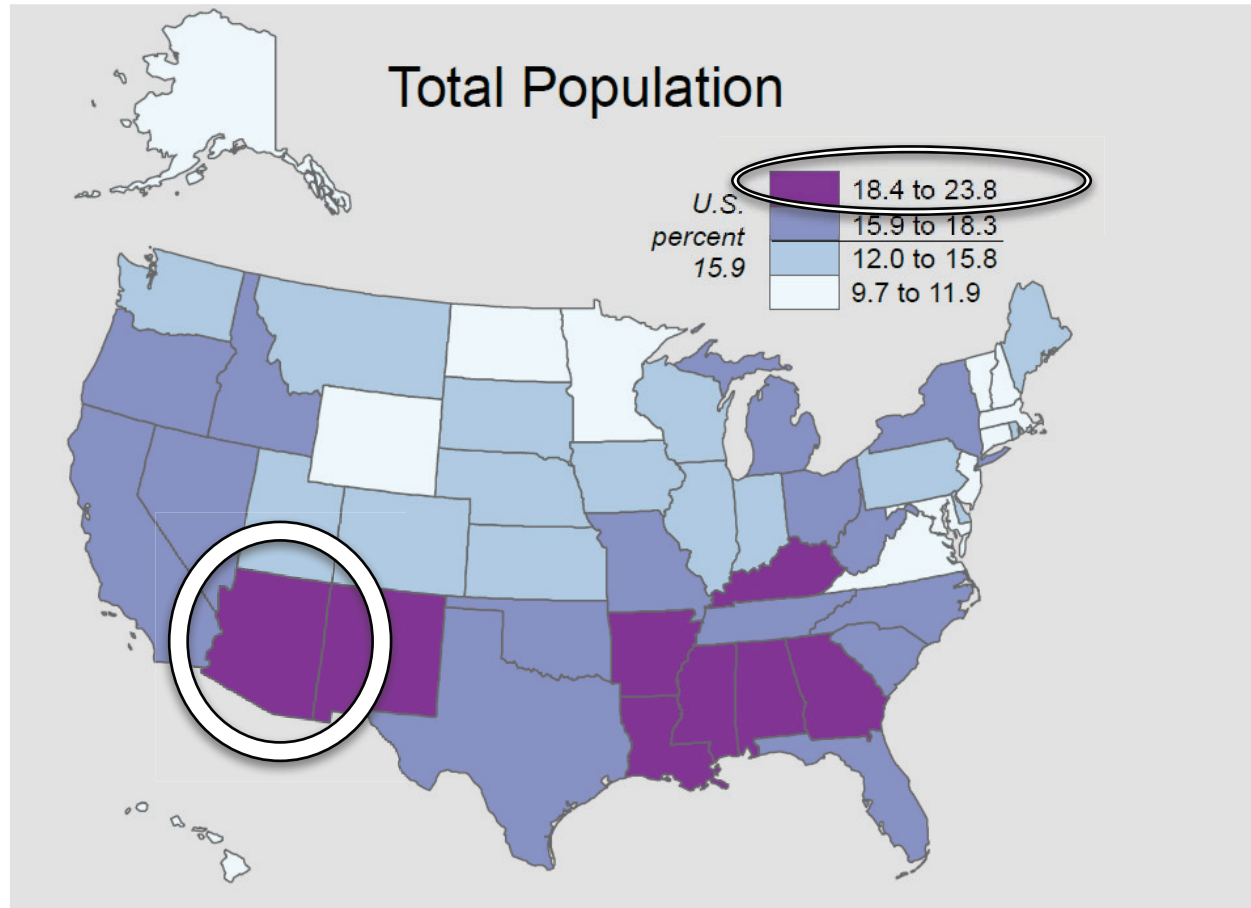 Total Population
U.S.
percent
15.9
18.4 to 23.8
15.9 to 18.3
12.0 to 15.8
9.7 to 11.9